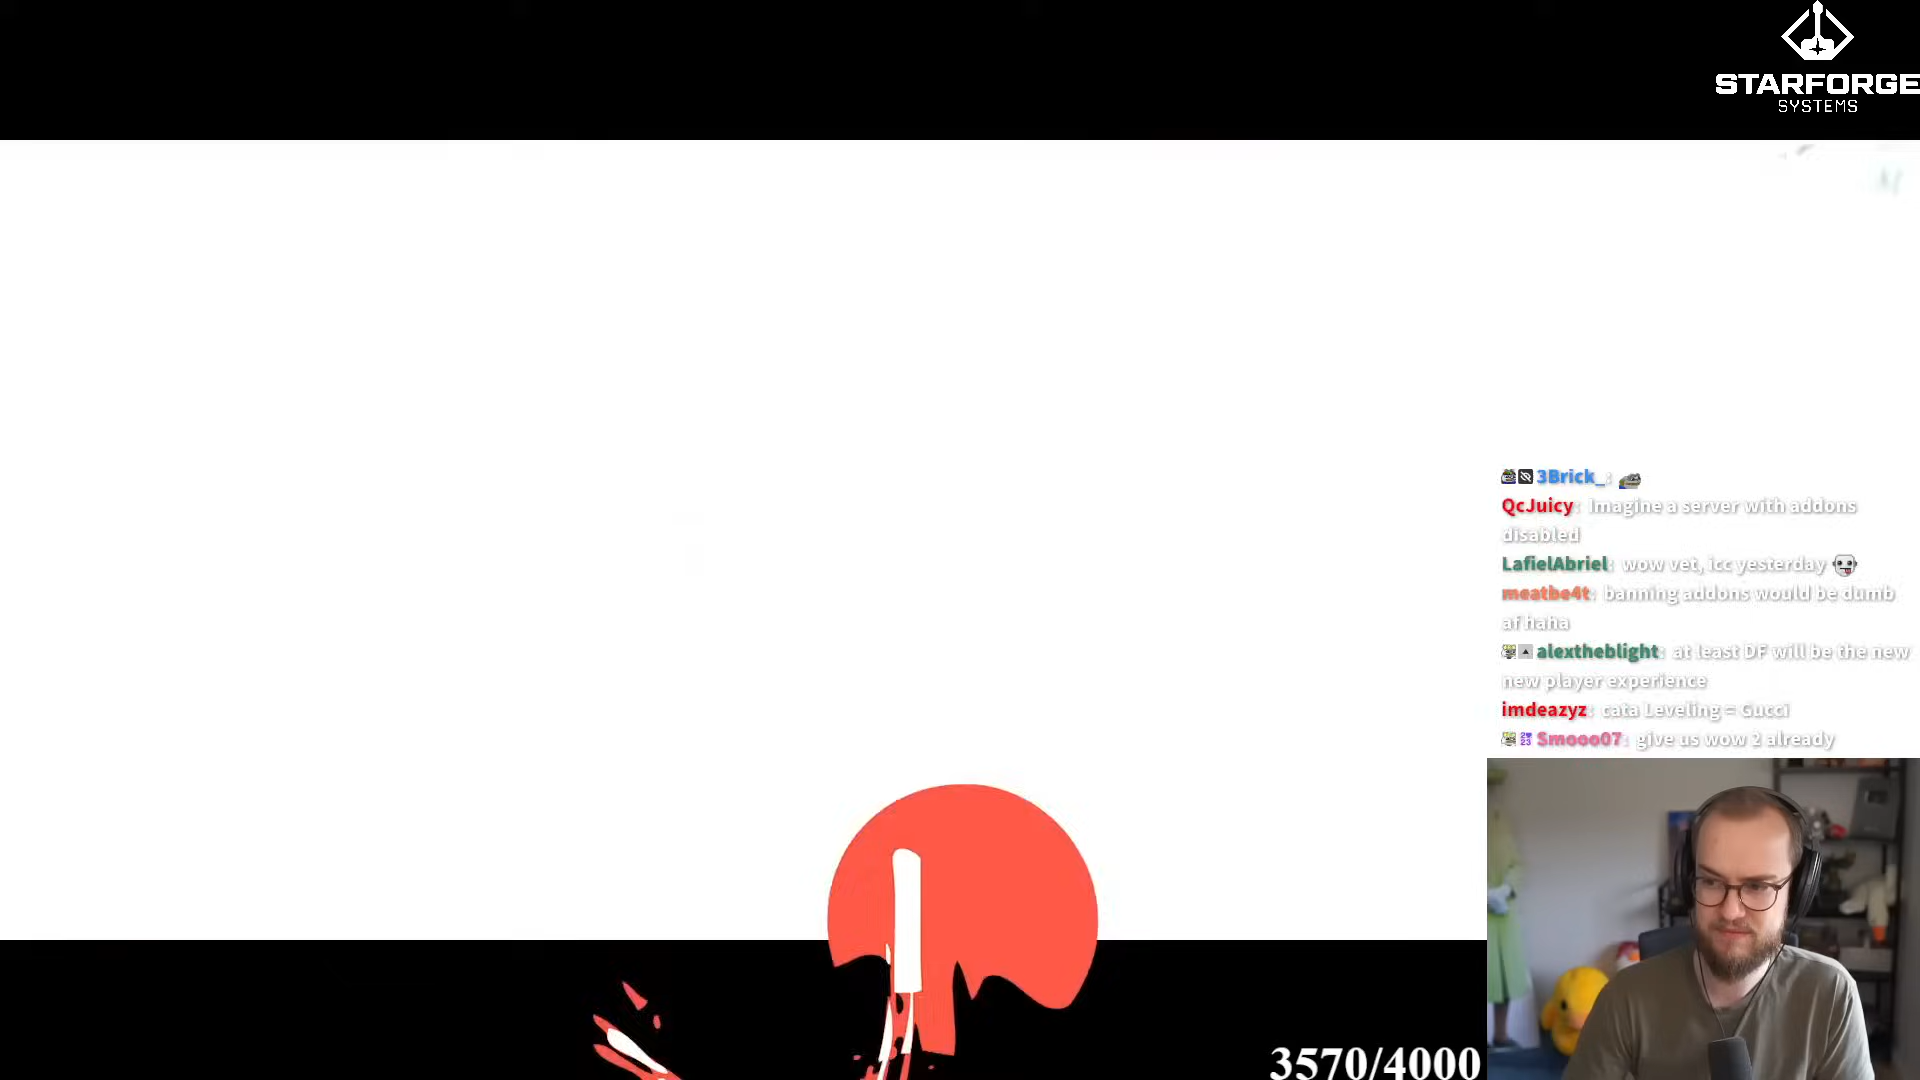 STARFORGE
SYSTEMS
3Brick_:
QcJuicy: Imagine a server with addons
disabled
LafielAbriel: wow vet, icc yesterday
meatbe4t: banning addons would be dumb
af haha
alextheblight: at least DF will be the new
new player experience
imdeazyz: cata Leveling = Gucci
Smooo07: give us wow 2 already
3570/4000